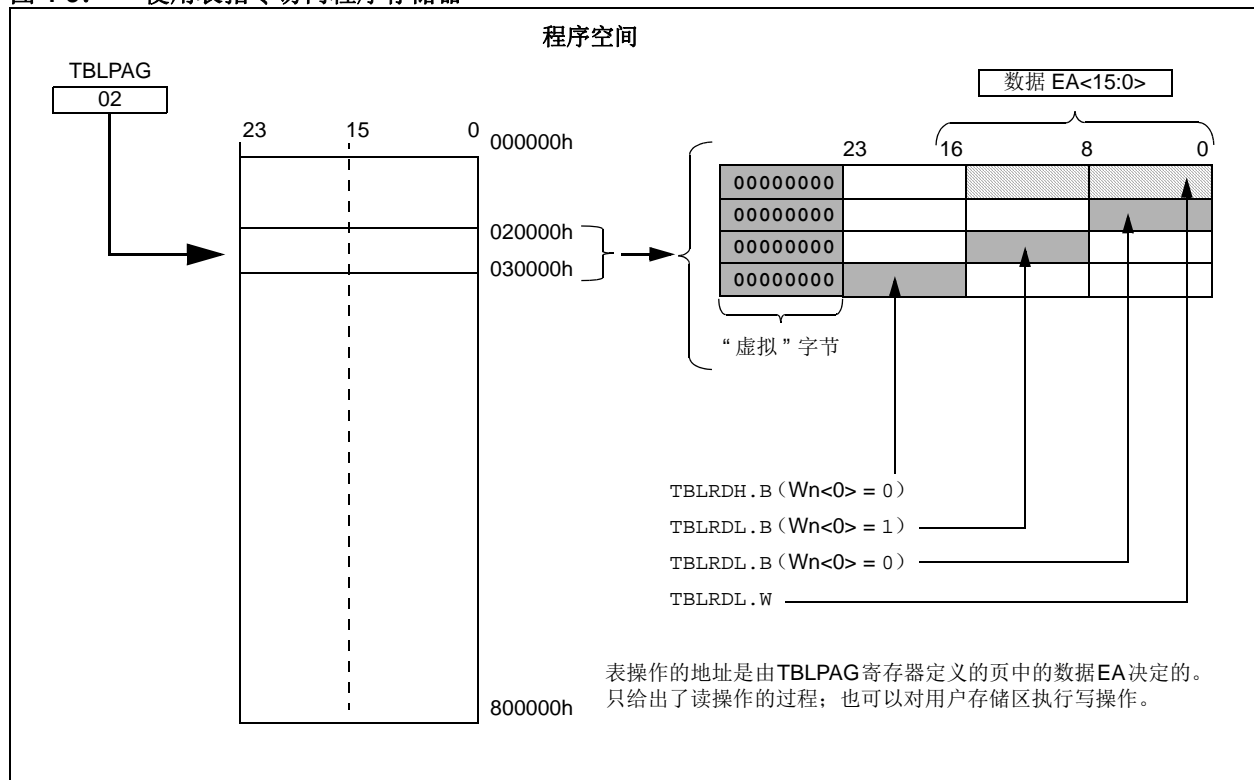 程序空间
TBLPAG
02
数据 EA<15:0>
23 15 0
000000h
020000h
030000h
800000h
23 16 8 0
00000000
00000000
00000000
00000000
“虚拟”字节
TBLRDH.B（Wn<0> = 0）
TBLRDL.B（Wn<0> = 1）
TBLRDL.B（Wn<0> = 0）
TBLRDL.W
表操作的地址是由TBLPAG寄存器定义的页中的数据EA决定的。
只给出了读操作的过程；也可以对用户存储区执行写操作。